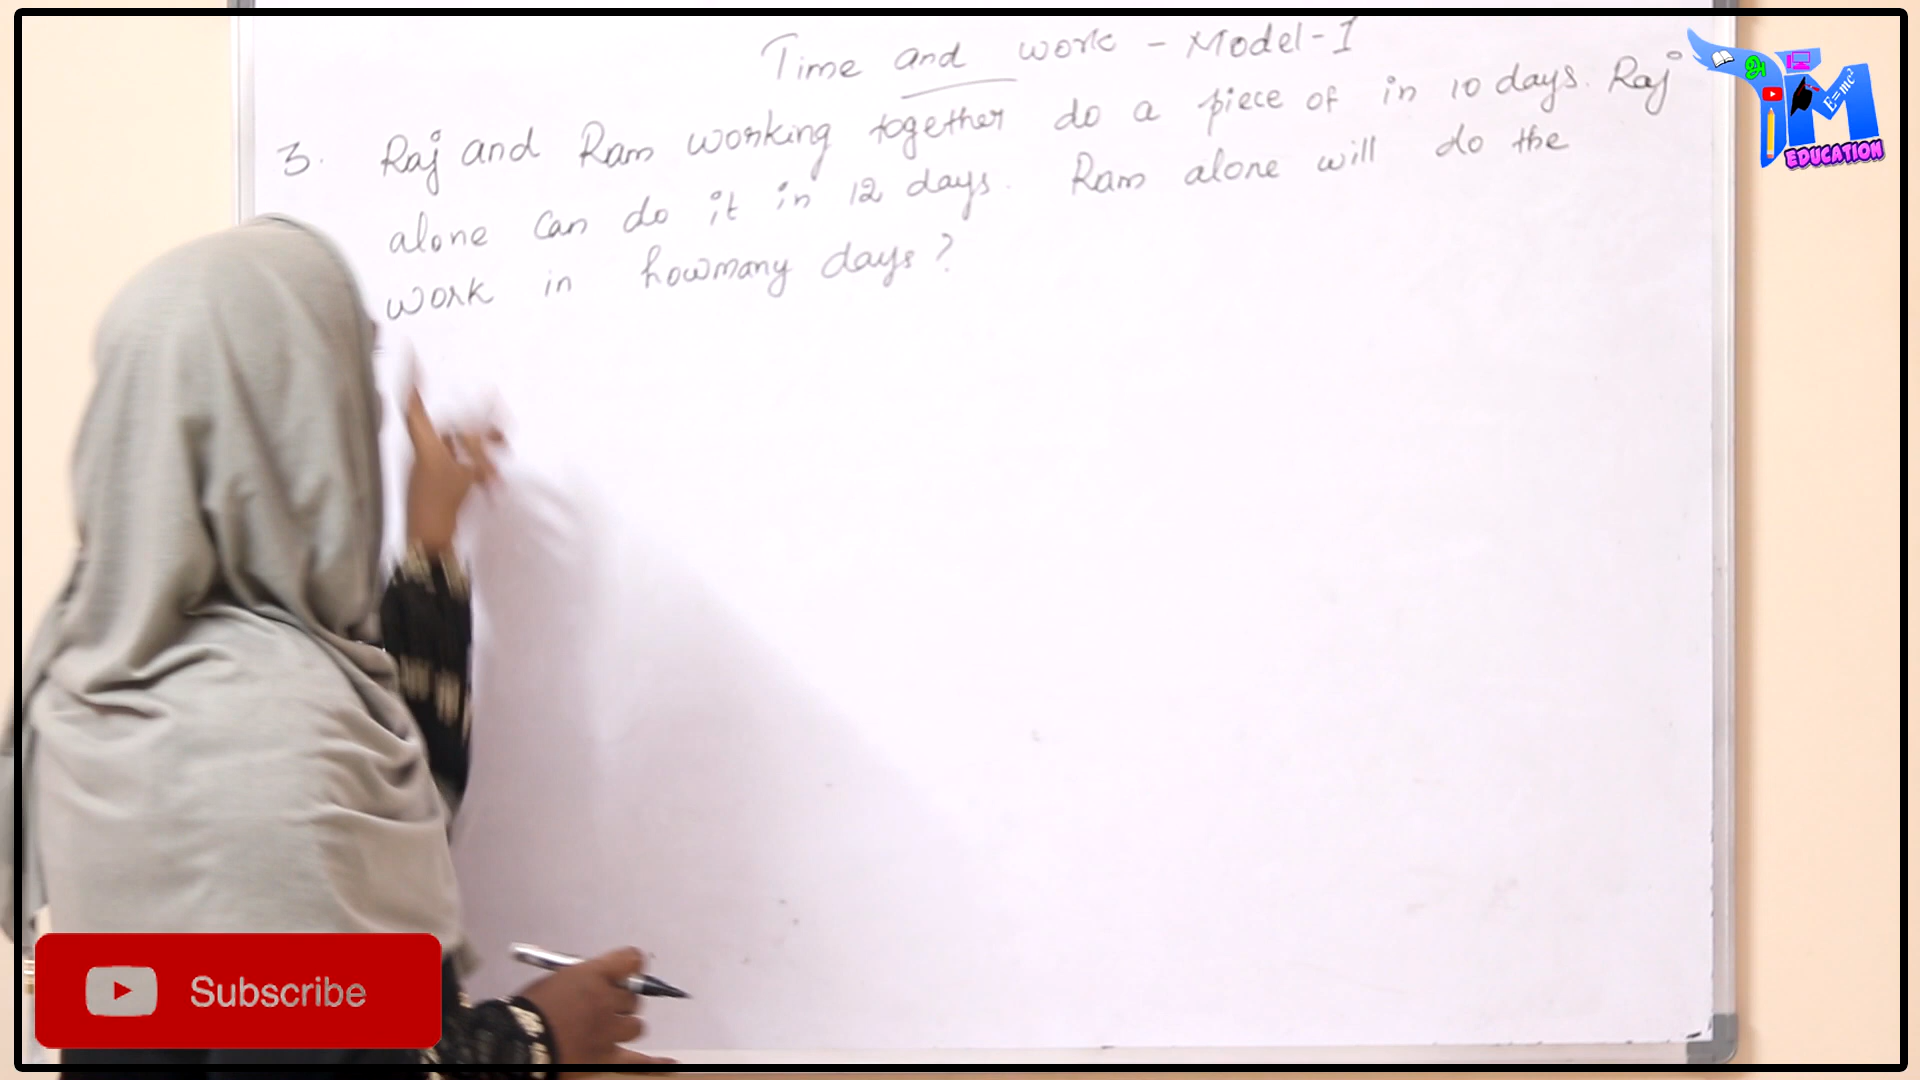 Time and work - Model-1
3. Raj and Ram working together do a piece of in 10 days. Raj
alone can do it in 12 days. Ram alone will do the
work in howmany days?
அ
E=mc²
M
EDUCATION
Subscribe